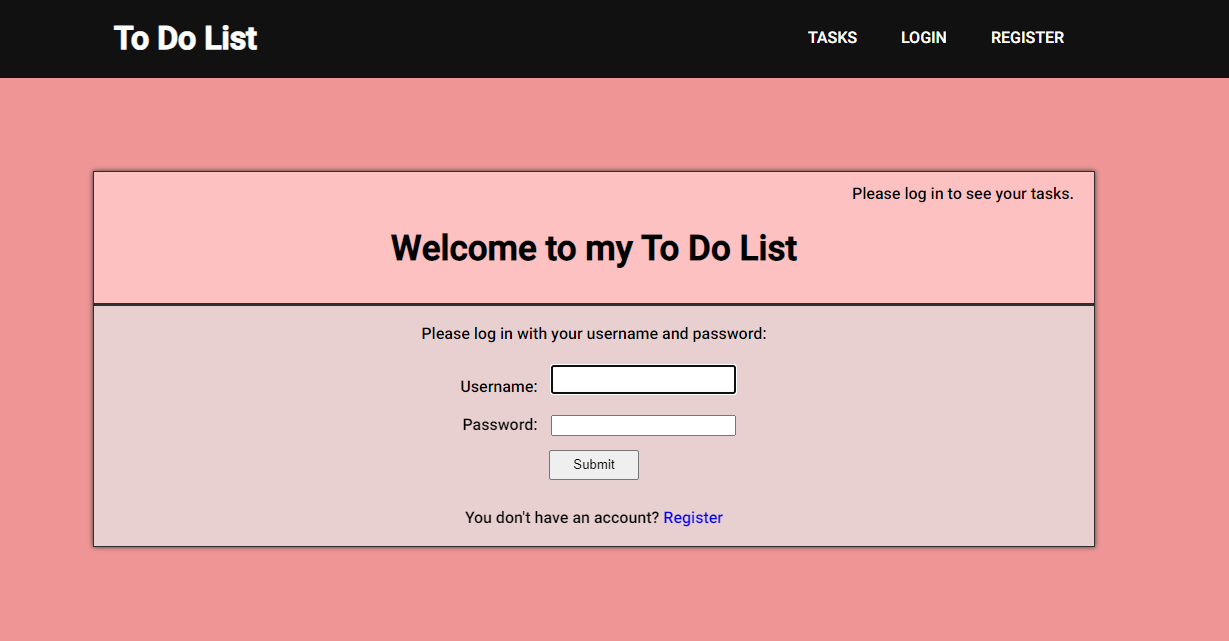 To Do List
TASKS LOGIN REGISTER
Please log in to see your tasks.
Welcome to my To Do List
Please log in with your username and password:
Username:
Password:
Submit
You don't have an account? Register